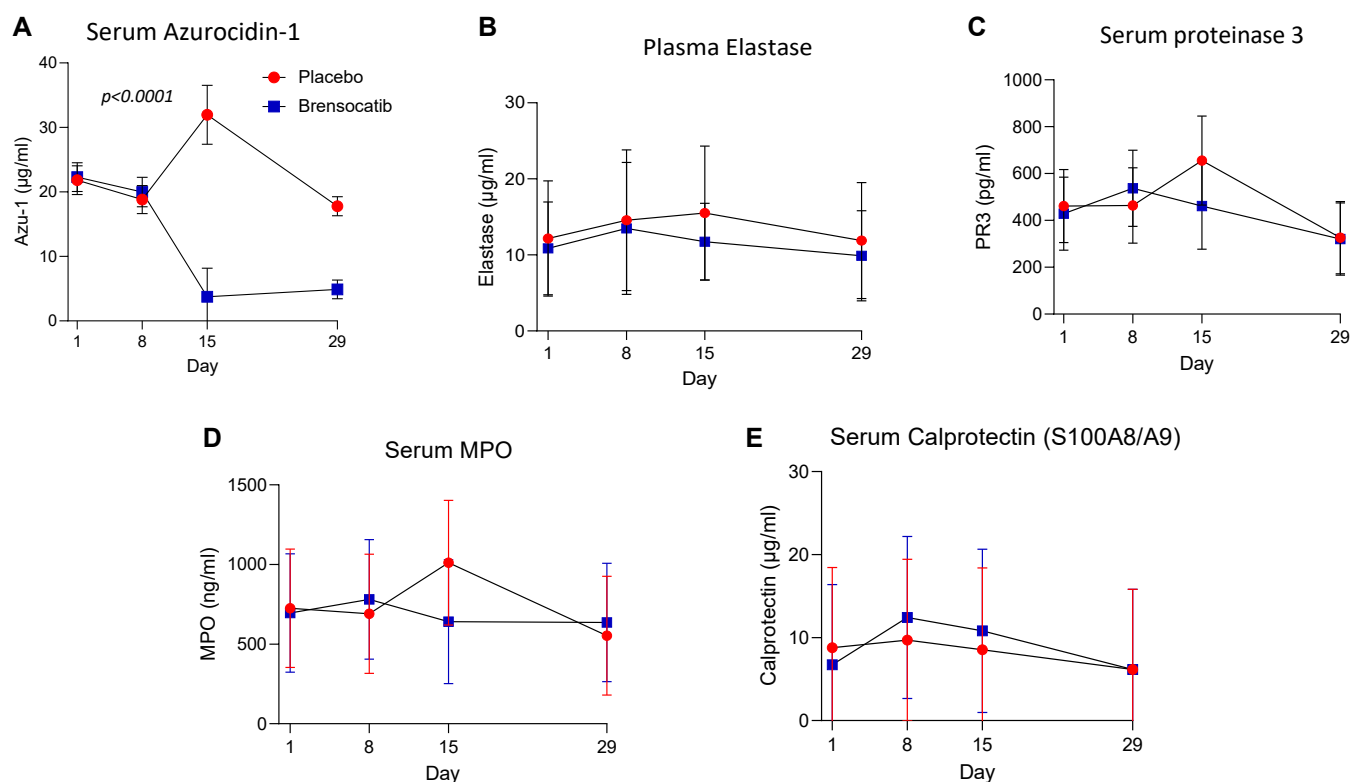 A
Serum Azurocidin-1
Azu-1 (µg/ml)
40
30
20
10
0
p<0.0001
Placebo
Brensocatib
1
8
15
29
Day
B
Plasma Elastase
Elastase (µg/ml)
30
20
10
0
1
8
15
29
Day
C
Serum proteinase 3
PR3 (pg/ml)
1000
800
600
400
200
0
1
8
15
29
Day
D
Serum MPO
MPO (ng/ml)
1500
1000
500
0
1
8
15
29
Day
E
Serum Calprotectin (S100A8/A9)
Calprotectin (µg/ml)
30
20
10
0
1
8
15
29
Day